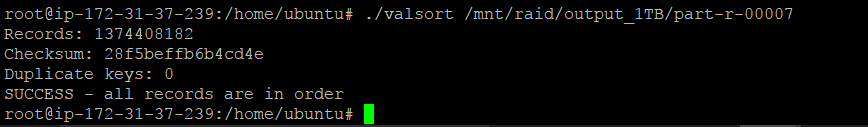 root@ip-172-31-37-239:/home/ubuntu# ./valsort /mnt/raid/output_1TB/part-r-00007
Records: 1374408182
Checksum: 28f5beffb6b4cd4e
Duplicate keys: 0
SUCCESS - all records are in order
root@ip-172-31-37-239:/home/ubuntu#